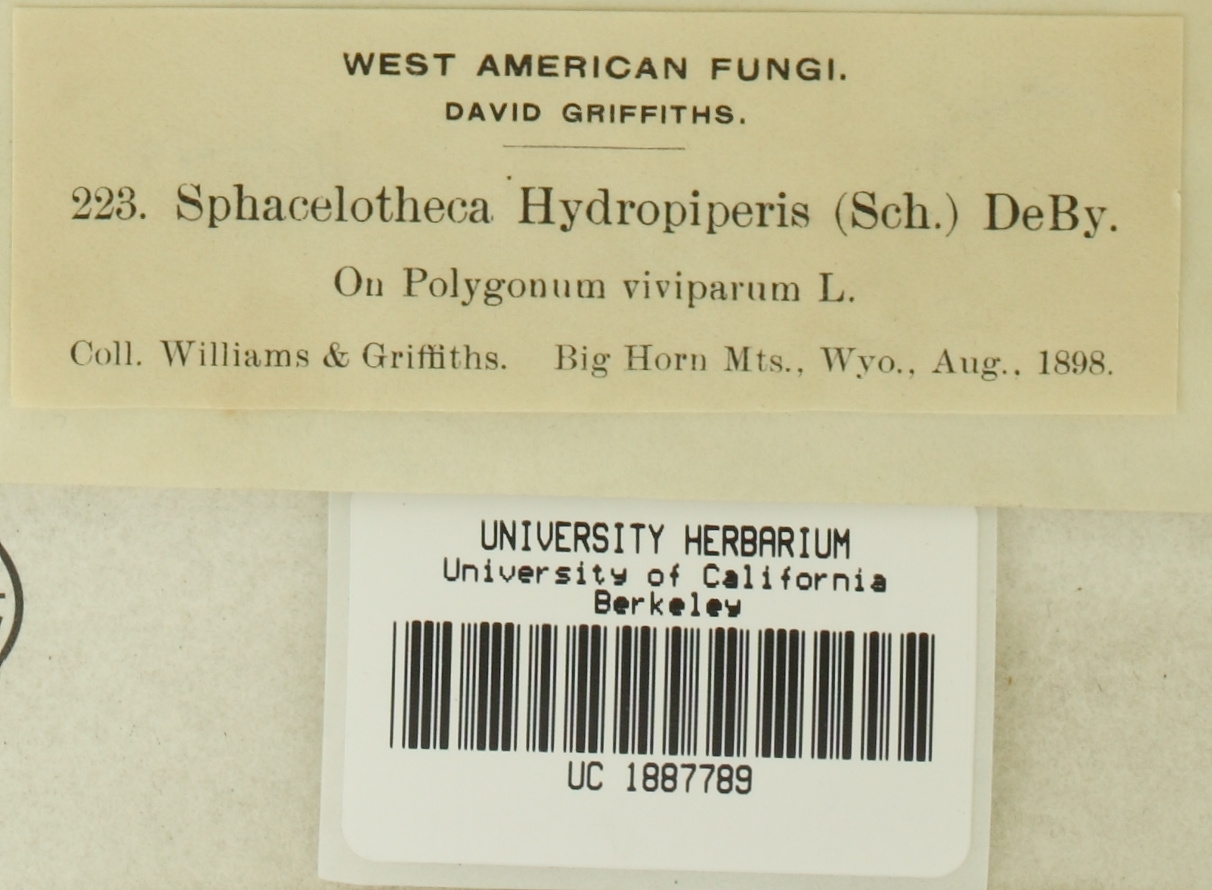 WEST AMERICAN FUNGI.
DAVID GRIFFITHS.
223. Sphacelotheca Hydropiperis (Sch.) DeBy.
On Polygonum viviparum L.
Coll. Williams & Griffiths. Big Horn Mts., Wyo., Aug., 1898.
UNIVERSITY HERBARIUM
University of California
Berkeley
UC 1887789